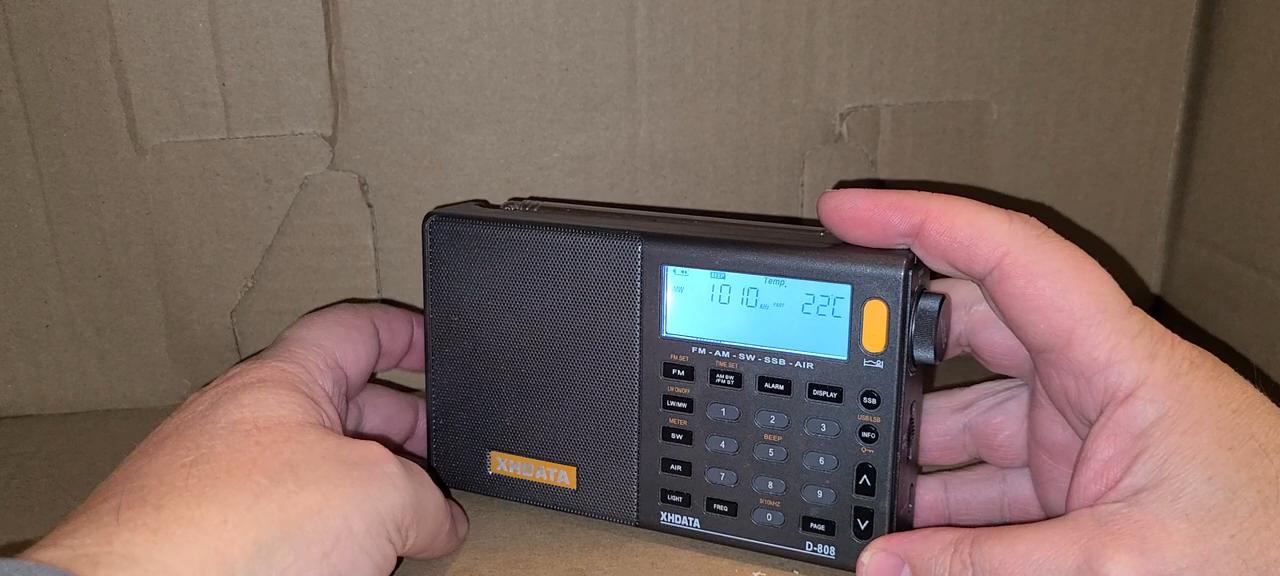 BEEP
Temp.
MW 1010 KHz FAST 22C
FM - AM - SW - SSB - AIR
FM SET TIME SET
FM AM SW /FM ST ALARM DISPLAY
SSB
LW ON/OFF
LW/MW 1 2 3
USB LSB
INFO
METER BEEP
SW 4 5 6
AIR 7 8 9
9/10kHZ
LIGHT FREQ 0 PAGE
XHDATA
XHDATA
D-808